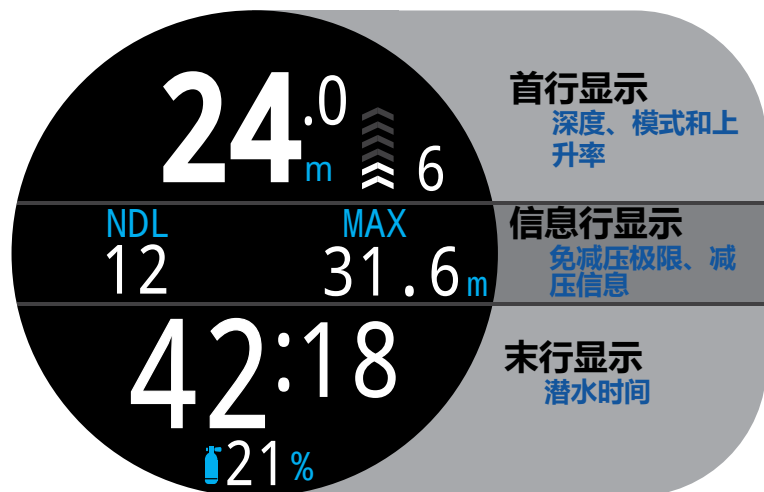 24.0 m 6
首行显示
深度、模式和上
升率
NDL MAX
12 31.6m
信息行显示
免减压极限、减
压信息
42:18
末行显示
潜水时间
21%